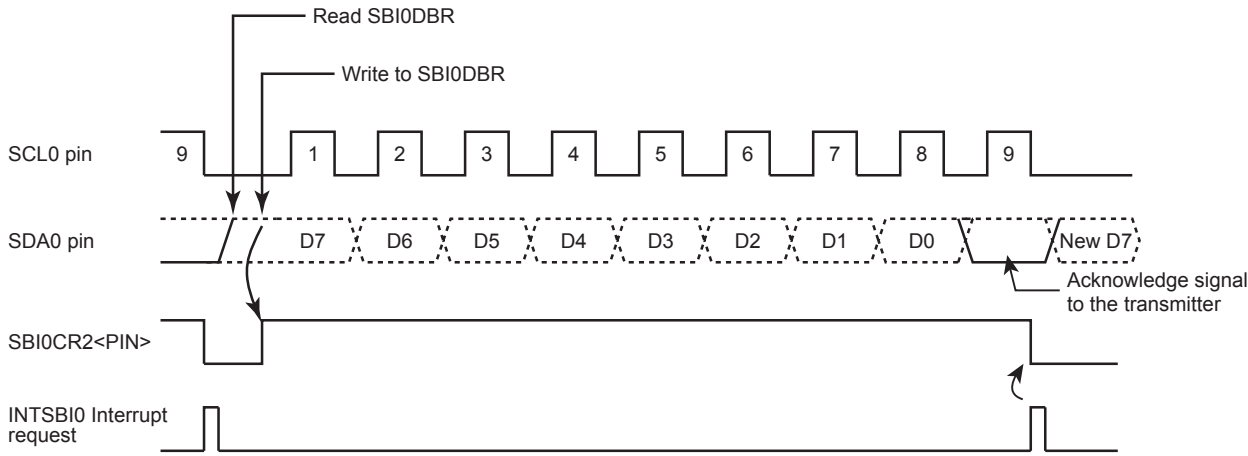 Read SBI0DBR
Write to SBI0DBR
SCL0 pin
9 1 2 3 4 5 6 7 8 9
SDA0 pin
D7 D6 D5 D4 D3 D2 D1 D0 New D7
Acknowledge signal
to the transmitter
SBI0CR2<PIN>
INTSBI0 Interrupt
request